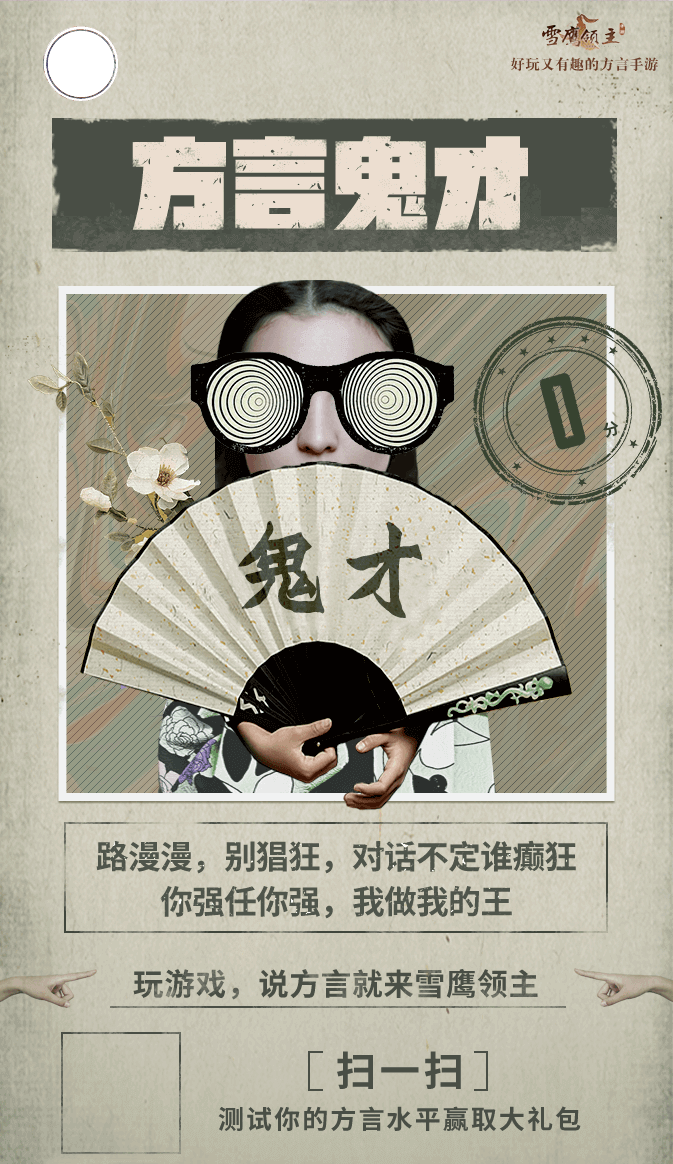 雪鹰领主
好玩又有趣的方言手游
方言鬼才
0分
鬼才
路漫漫，别猖狂，对话不定谁癫狂
你强任你强，我做我的王
玩游戏，说方言就来雪鹰领主
[扫一扫]
测试你的方言水平赢取大礼包